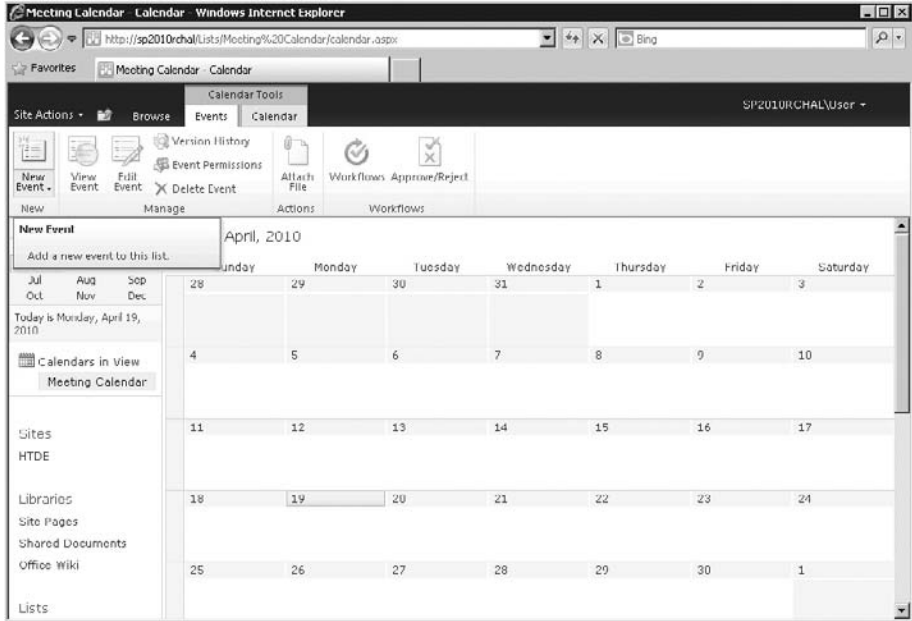 Meeting Calendar - Calendar - Windows Internet Explorer
http://sp2010rchal/Lists/Meeting%20Calendar/calendar.aspx
Bing
Favorites
Meeting Calendar - Calendar
Calendar Tools
SP2010RCHAL\User
Site Actions
Browse
Events
Calendar
New Event
View Event
Edit Event
Version History
Event Permissions
Delete Event
Attach File
Workflows
Approve/Reject
New
Manage
Actions
Workflows
New Event
Add a new event to this list.
April, 2010
unday Monday Tuesday Wednesday Thursday Friday Saturday
Jul Aug Sep
Oct Nov Dec
Today is Monday, April 19,
2010
Calendars in View
Meeting Calendar
Sites
HTDE
Libraries
Site Pages
Shared Documents
Office Wiki
Lists
28 29 30 31 1 2 3
4 5 6 7 8 9 10
11 12 13 14 15 16 17
18 19 20 21 22 23 24
25 26 27 28 29 30 1